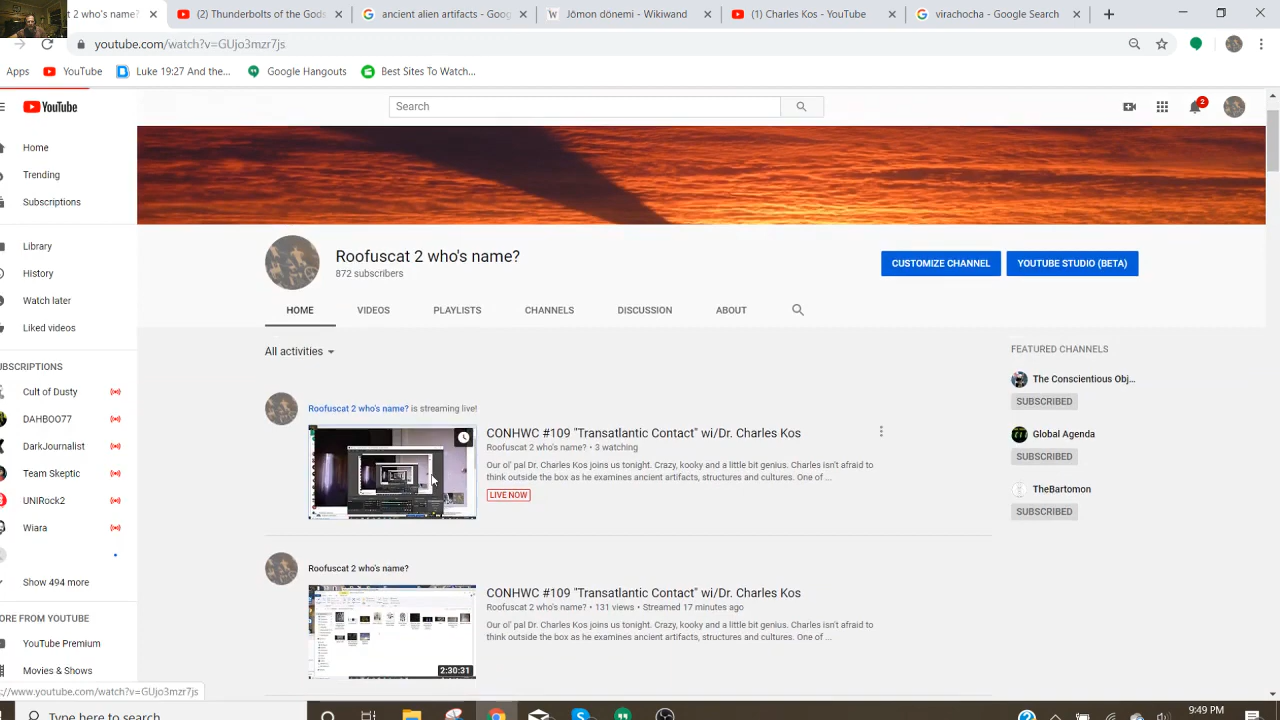 2 who's name?
(2) Thunderbolts of the Gods
ancient alien artifacts
Jōmon dönemi - Wikiwand
(1) Charles Kos - YouTube
virachocha - Google Search
youtube.com/watch?v=GUjo3mzr7js
Apps
YouTube
Luke 19:27 And the...
Google Hangouts
Best Sites To Watch...
YouTube
Search
2
Home
Trending
Subscriptions
Library
History
Watch later
Liked videos
UBSCRIPTIONS
Cult of Dusty
DAHBOO77
DarkJournalist
Team Skeptic
UNIRock2
Wiara
Show 494 more
ORE FROM YOUTUBE
YouTube Premium
Movies & Shows
Roofuscat 2 who's name?
872 subscribers
CUSTOMIZE CHANNEL
YOUTUBE STUDIO (BETA)
HOME
VIDEOS
PLAYLISTS
CHANNELS
DISCUSSION
ABOUT
All activities
Roofuscat 2 who's name? is streaming live!
CONHWC #109 "Transatlantic Contact" wi/Dr. Charles Kos
Roofuscat 2 who's name? • 3 watching
Our ol' pal Dr. Charles Kos joins us tonight. Crazy, kooky and a little bit genius. Charles isn't afraid to
think outside the box as he examines ancient artifacts, structures and cultures. One of ...
LIVE NOW
Roofuscat 2 who's name?
CONHWC #109 "Transatlantic Contact" wi/Dr. Charles Kos
Roofuscat 2 who's name? • 131 views • Streamed 17 minutes ago
Our ol' pal Dr. Charles Kos joins us tonight. Crazy, kooky and a little bit genius. Charles isn't afraid to
think outside the box as he examines ancient artifacts, structures and cultures. One of ...
2:30:31
FEATURED CHANNELS
The Conscientious Obj...
SUBSCRIBED
Global Agenda
SUBSCRIBED
TheBartomon
SUBSCRIBED
://www.youtube.com/watch?v=GUjo3mzr7js
Type here to search
9:49 PM